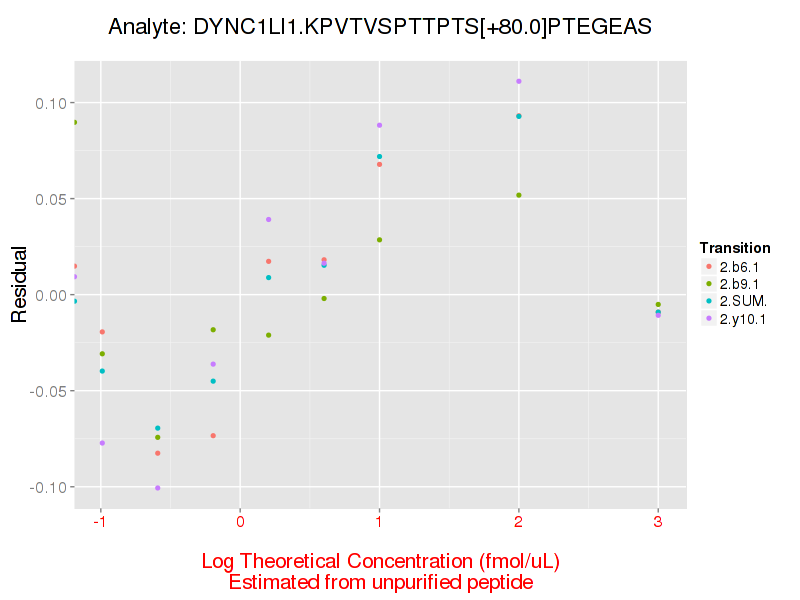 Analyte: DYNC1LI1.KPVTVSPTTPTS[+80.0]PTEGEAS
0.10
0.05
0.00
-0.05
-0.10
Residual
-1 0 1 2 3
Log Theoretical Concentration (fmol/uL)
Estimated from unpurified peptide
Transition
2.b6.1
2.b9.1
2.SUM.
2.y10.1